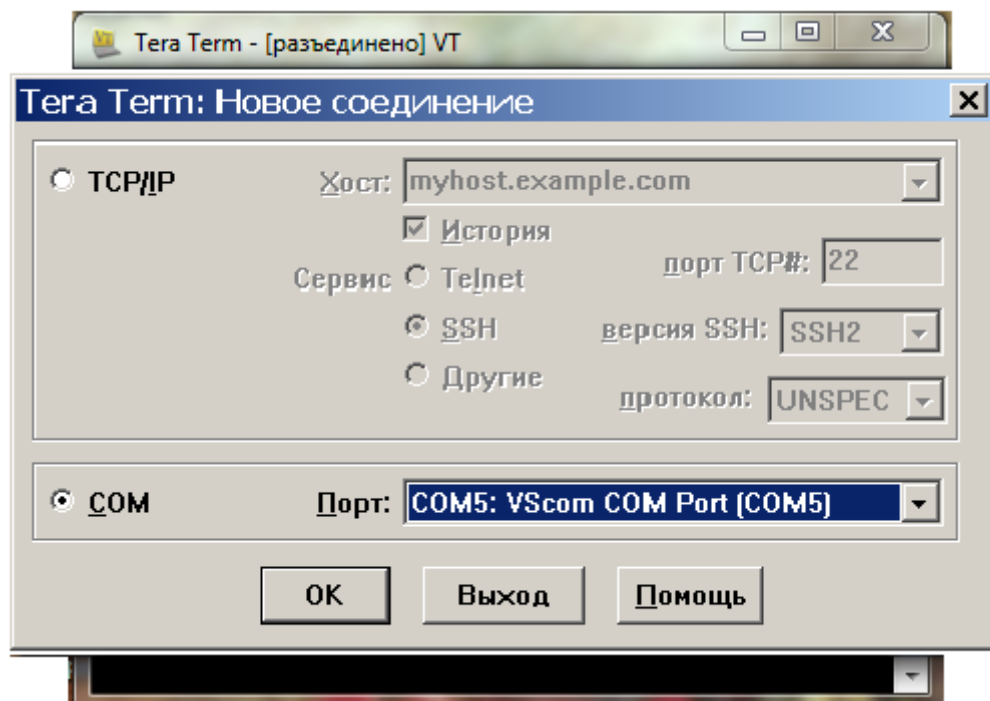 Tera Term - [разъединено] VT
Tera Term: Новое соединение
TCP/IP
Хост: myhost.example.com
История
порт TCP#: 22
Сервис Telnet
SSH версия SSH: SSH2
Другие
протокол: UNSPEC
COM Порт: COM5: VScom COM Port (COM5)
OK Выход Помощь